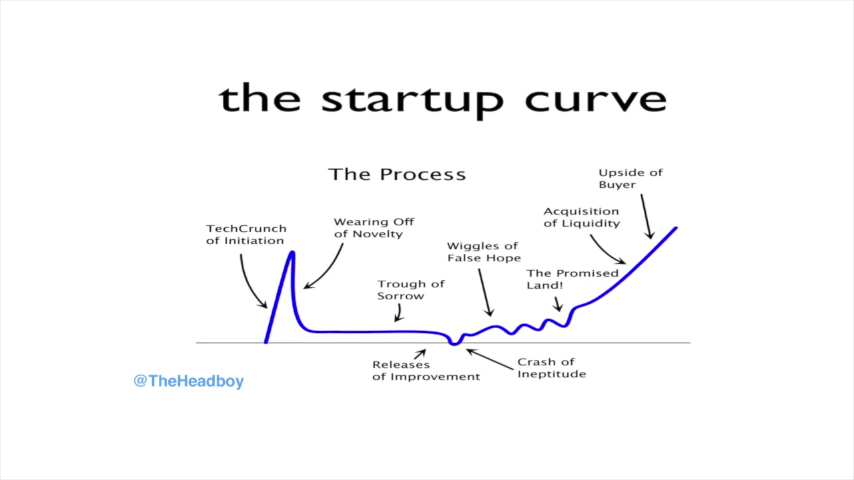 the startup curve
The Process
Upside of
Buyer
Acquisition
of Liquidity
TechCrunch
of Initiation
Wearing Off
of Novelty
Wiggles of
False Hope
The Promised
Land!
Trough of
Sorrow
Releases
of Improvement
Crash of
Ineptitude
@TheHeadboy